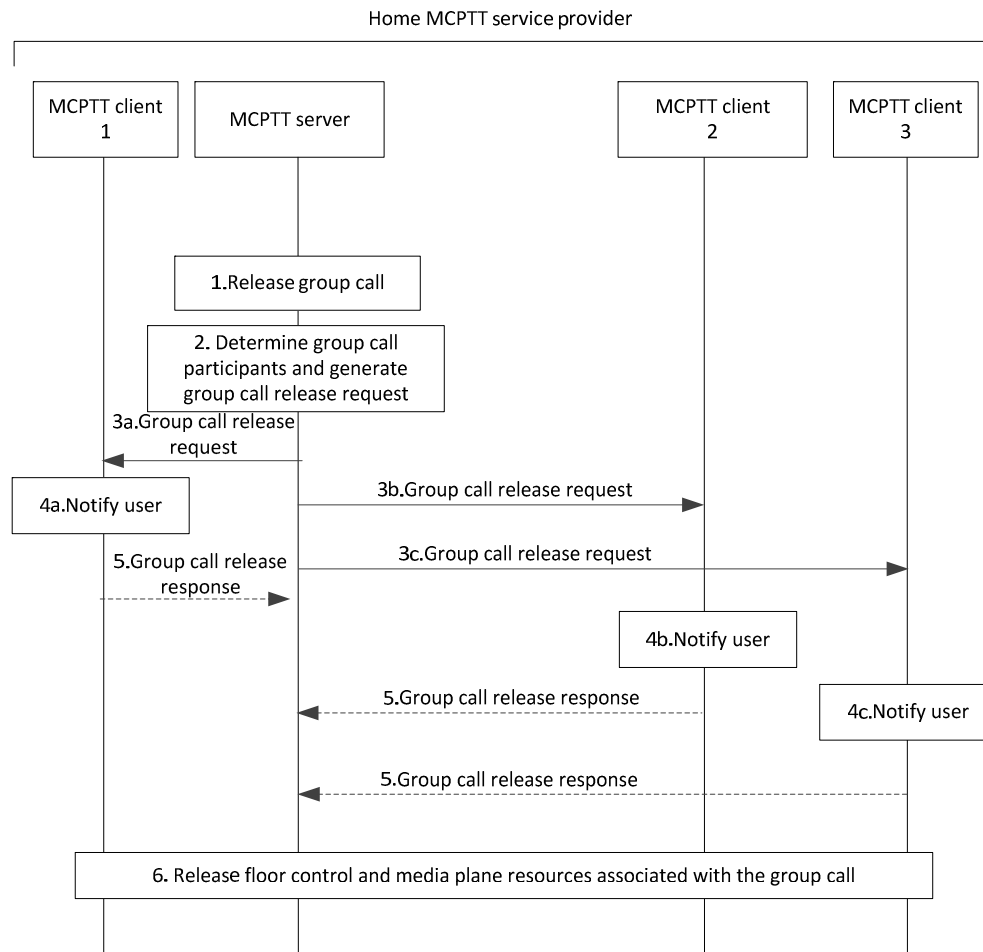 Home MCPTT service provider
MCPTT client
1
MCPTT server
MCPTT client
2
MCPTT client
3
1.Release group call
2. Determine group call
participants and generate
group call release request
3a.Group call release
request
4a.Notify user
3b.Group call release request
5.Group call release
response
3c.Group call release request
4b.Notify user
5.Group call release response
4c.Notify user
5.Group call release response
6. Release floor control and media plane resources associated with the group call